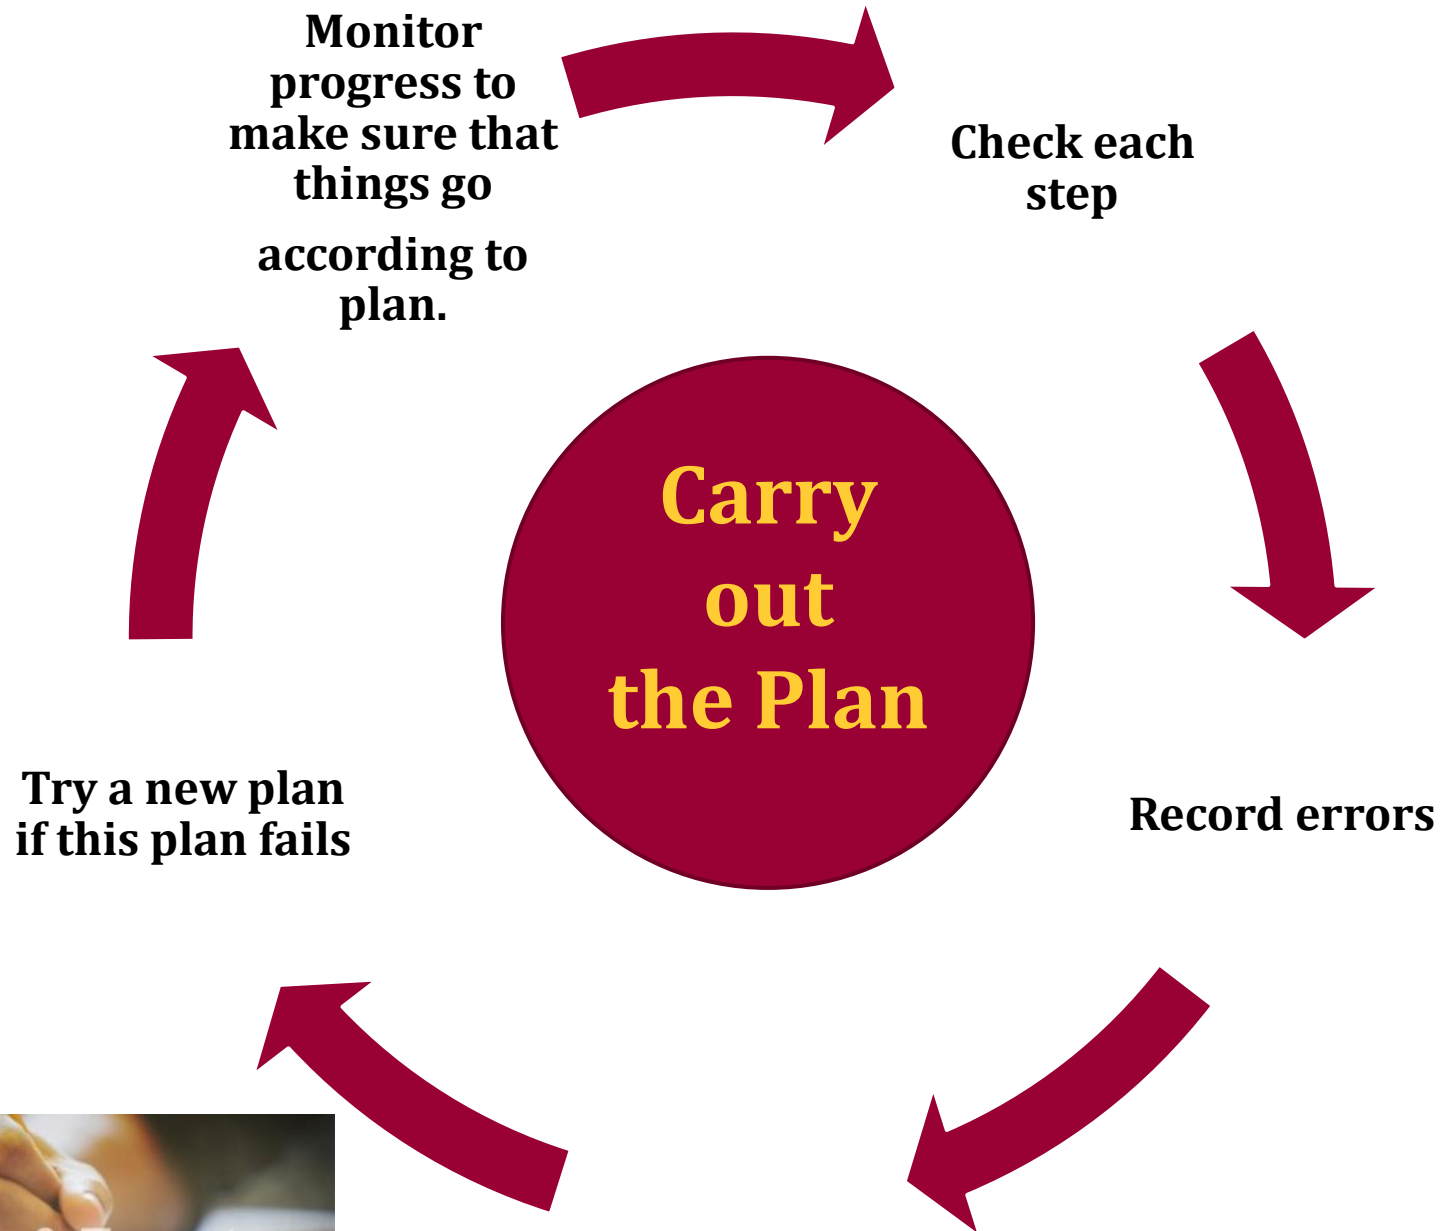 Monitor
progress to
make sure that
things go
according to
plan.
Check each
step
Carry
out
the Plan
Try a new plan
if this plan fails
Record errors